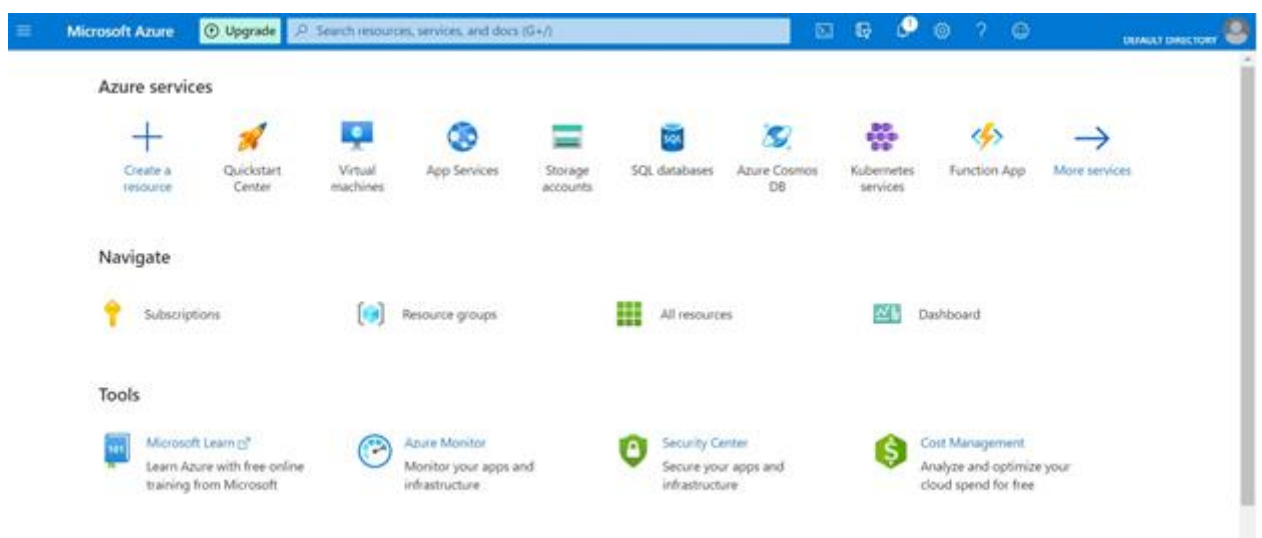 Microsoft Azure
Upgrade
Search resources, services, and docs (G+/)
DEFAULT DIRECTORY
Azure services
Create a resource
Quickstart Center
Virtual machines
App Services
Storage accounts
SQL
SQL databases
Azure Cosmos DB
Kubernetes services
Function App
More services
Navigate
Subscriptions
Resource groups
All resources
Dashboard
Tools
101
Microsoft Learn
Learn Azure with free online
training from Microsoft
Azure Monitor
Monitor your apps and
infrastructure
Security Center
Secure your apps and
infrastructure
Cost Management
Analyze and optimize your
cloud spend for free